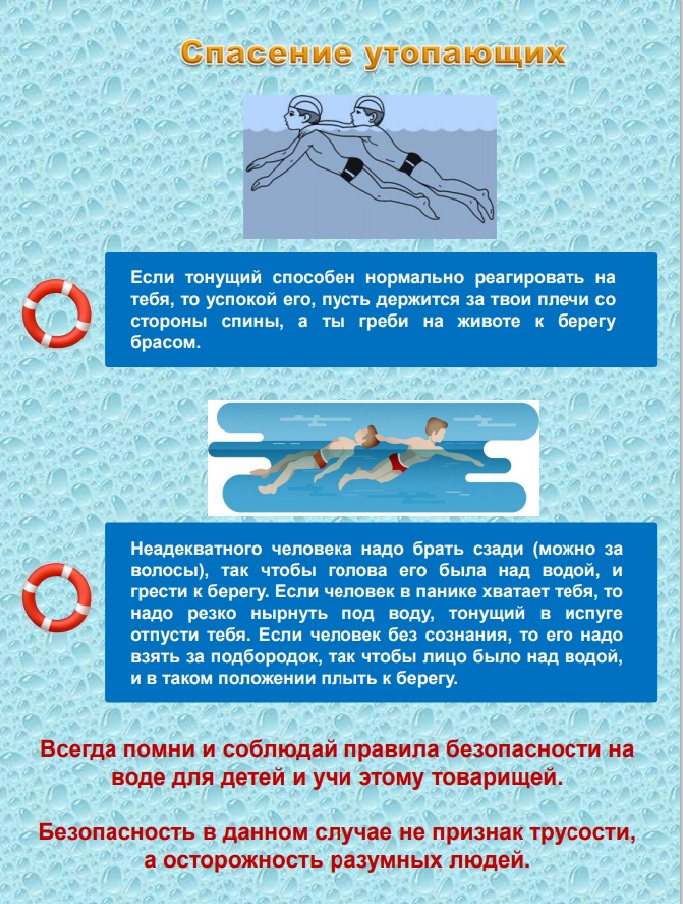 Спасение утопающих
Если тонущий способен нормально реагировать на
тебя, то успокой его, пусть держится за твои плечи со
стороны спины, а ты греби на животе к берегу
брасом.
Неадекватного человека надо брать сзади (можно за
волосы), так чтобы голова его была над водой, и
грести к берегу. Если человек в панике хватает тебя, то
надо резко нырнуть под воду, тонущий в испуге
отпусти тебя. Если человек без сознания, то его надо
взять за подбородок, так чтобы лицо было над водой,
и в таком положении плыть к берегу.
Всегда помни и соблюдай правила безопасности на
воде для детей и учи этому товарищей.
Безопасность в данном случае не признак трусости,
а осторожность разумных людей.